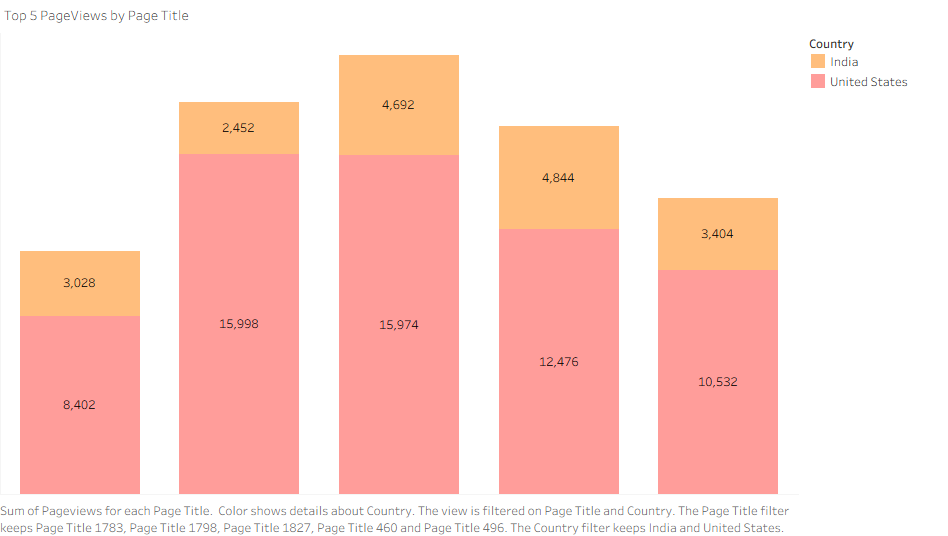 Top 5 PageViews by Page Title
Country
India
United States
3,028
8,402
2,452
15,998
4,692
15,974
4,844
12,476
3,404
10,532
Sum of Pageviews for each Page Title.  Color shows details about Country. The view is filtered on Page Title and Country. The Page Title filter
keeps Page Title 1783, Page Title 1798, Page Title 1827, Page Title 460 and Page Title 496. The Country filter keeps India and United States.